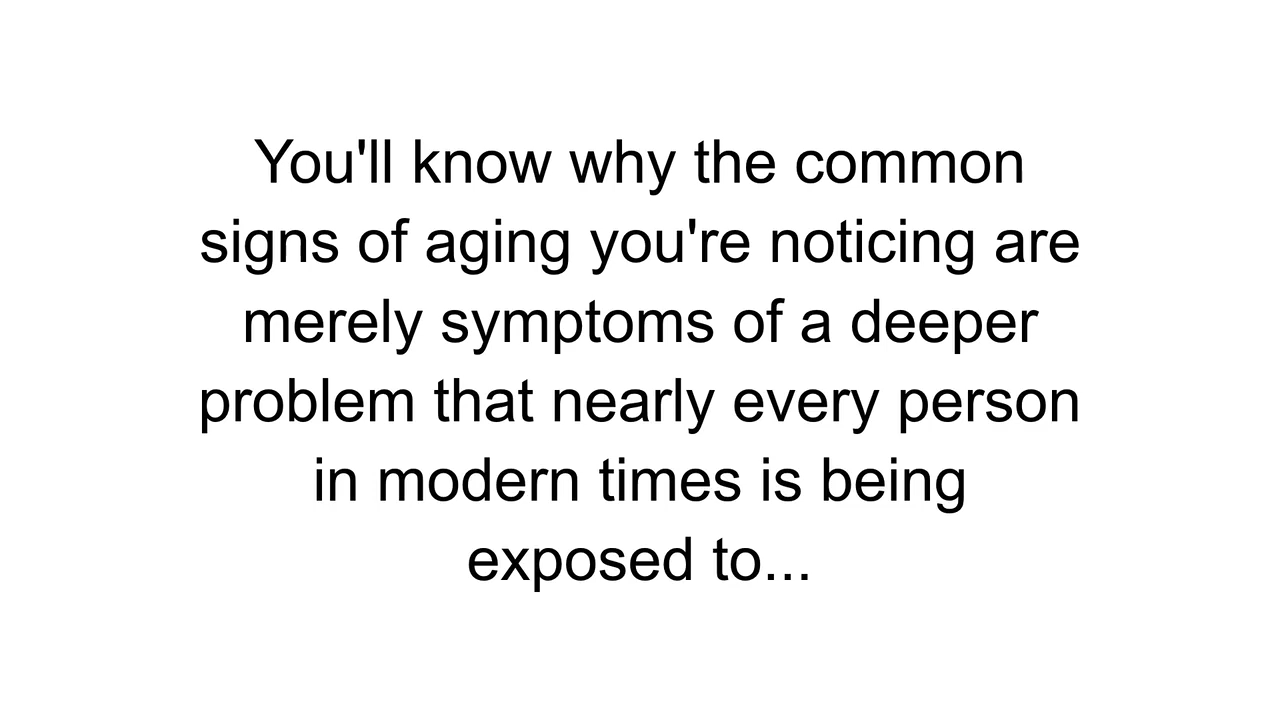 You'll know why the common
signs of aging you're noticing are
merely symptoms of a deeper
problem that nearly every person
in modern times is being
exposed to...